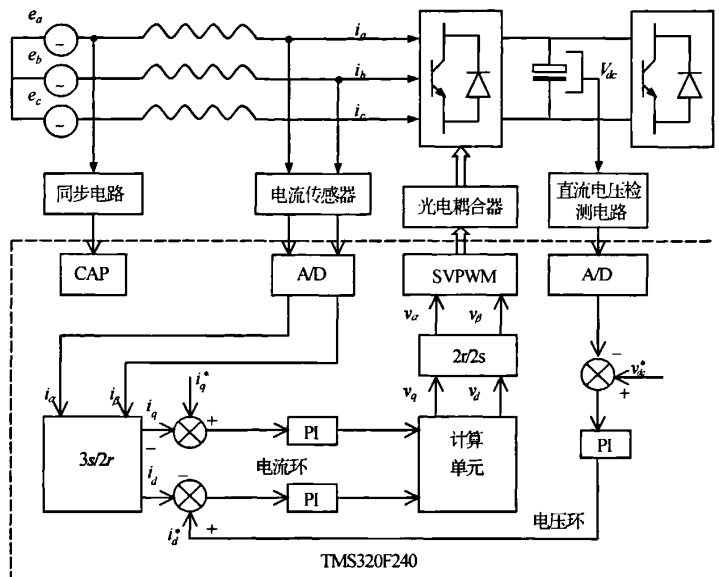 e_a
~
i_a
e_b
~
i_b
V_dc
e_c
~
i_c
同步电路
电流传感器
光电耦合器
直流电压检
测电路
CAP
A/D
SVPWM
A/D
v_α
v_β
2r/2s
−
v_dc^*
+
v_q
v_d
i_α
i_β
i_q
i_q^*
+
−
PI
3s/2r
电流环
计算
单元
PI
i_d
−
PI
i_d^*
+
电压环
TMS320F240